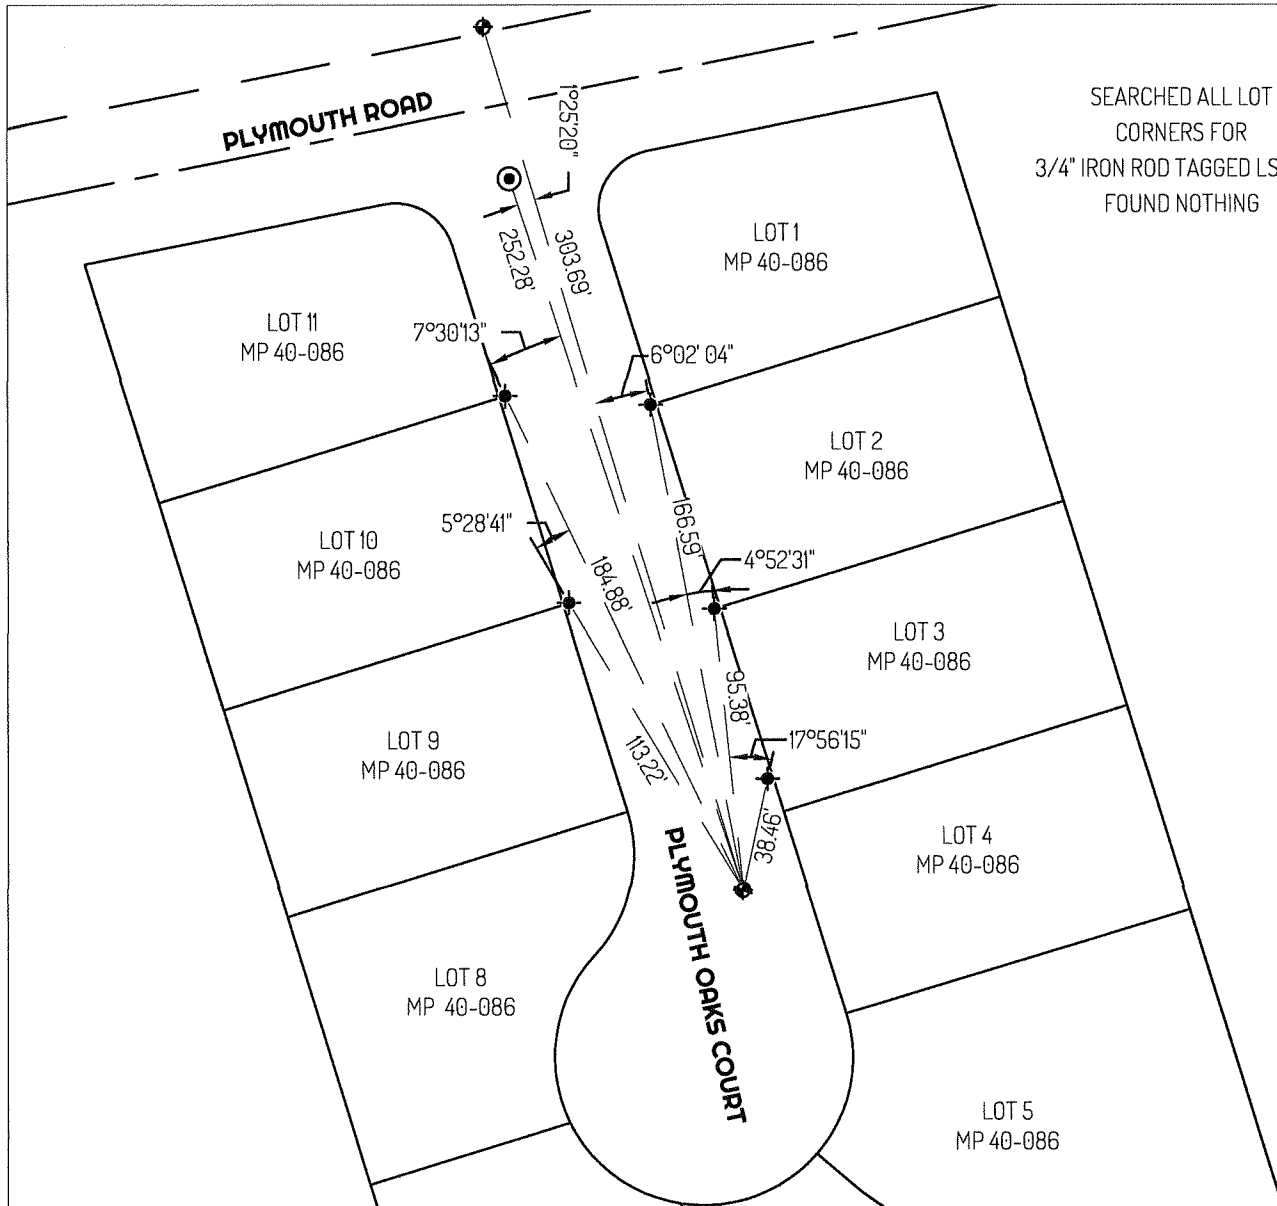 SEARCHED ALL LOT
CORNERS FOR
3/4" IRON ROD TAGGED LS
FOUND NOTHING
PLYMOUTH ROAD
1°25'20"
252.28'
303.69'
LOT 1
MP 40-086
LOT 11
MP 40-086
7°30'13"
6°02' 04"
LOT 2
MP 40-086
LOT 10
MP 40-086
5°28'41"
166.59'
4°52'31"
184.88'
LOT 3
MP 40-086
95.38'
17°56'15"
LOT 9
MP 40-086
113.22'
38.46'
LOT 4
MP 40-086
PLYMOUTH OAKS COURT
LOT 8
MP 40-086
LOT 5
MP 40-086